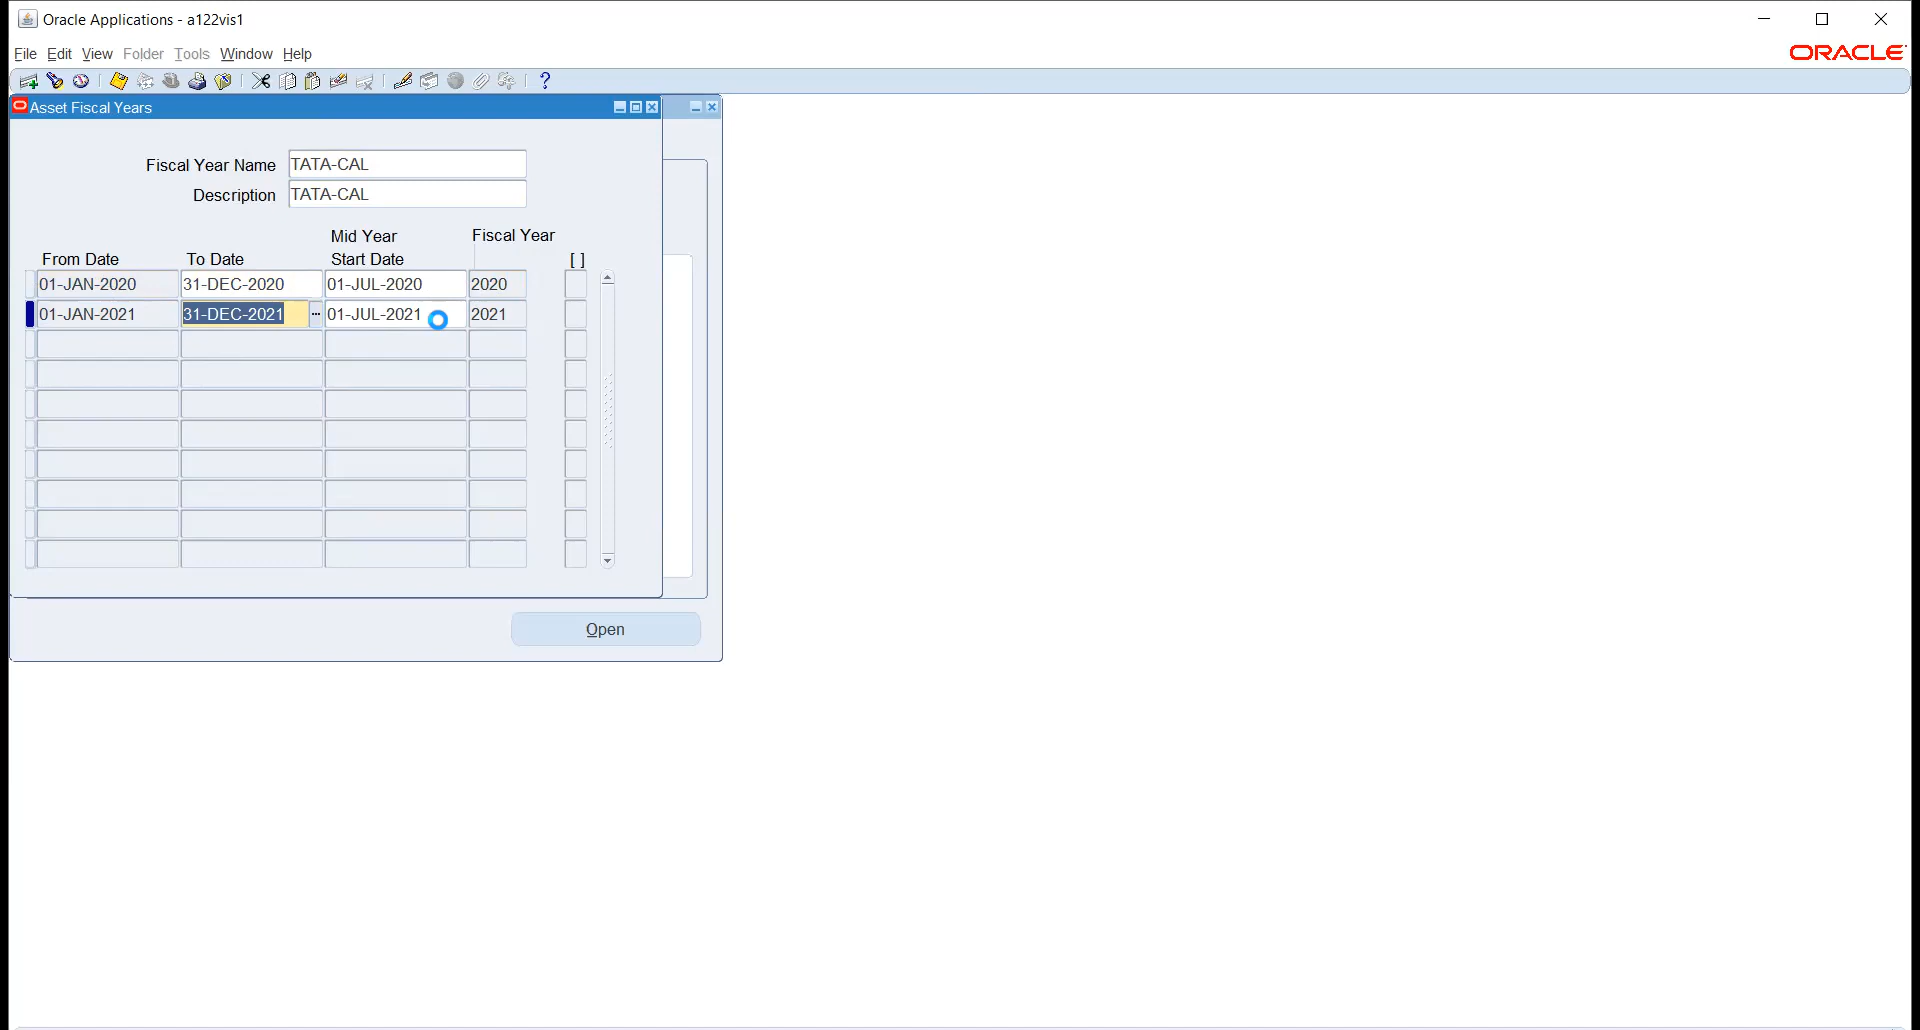 Oracle Applications - a122vis1
File Edit View Folder Tools Window Help
ORACLE
Asset Fiscal Years
Fiscal Year Name TATA-CAL
Description TATA-CAL
Mid Year Fiscal Year
From Date To Date Start Date [ ]
01-JAN-2020 31-DEC-2020 01-JUL-2020 2020
01-JAN-2021 31-DEC-2021 ... 01-JUL-2021 2021
Open